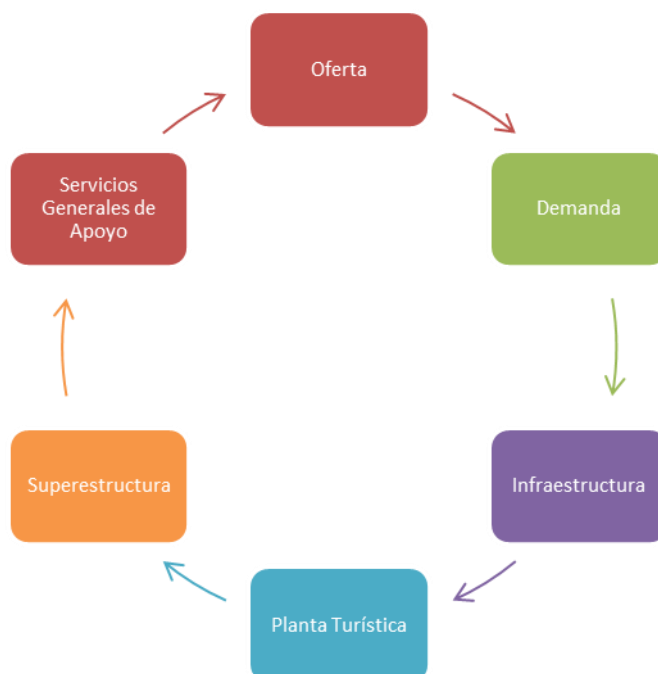 Oferta
Demanda
Infraestructura
Planta Turística
Superestructura
Servicios
Generales de
Apoyo